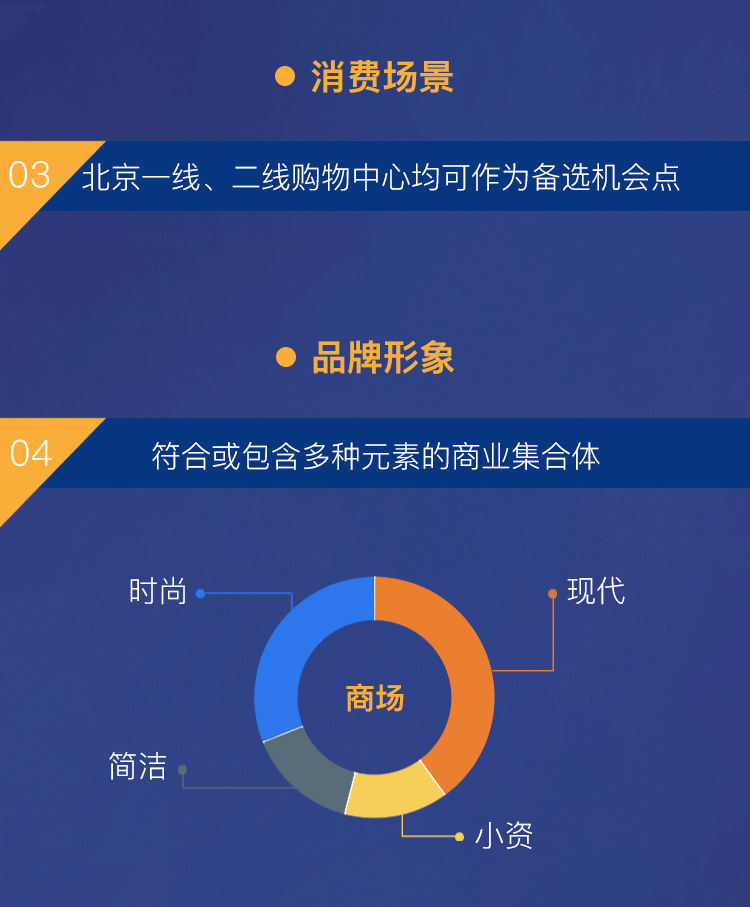 消费场景
03
北京一线、二线购物中心均可作为备选机会点
品牌形象
04
符合或包含多种元素的商业集合体
时尚
现代
商场
简洁
小资